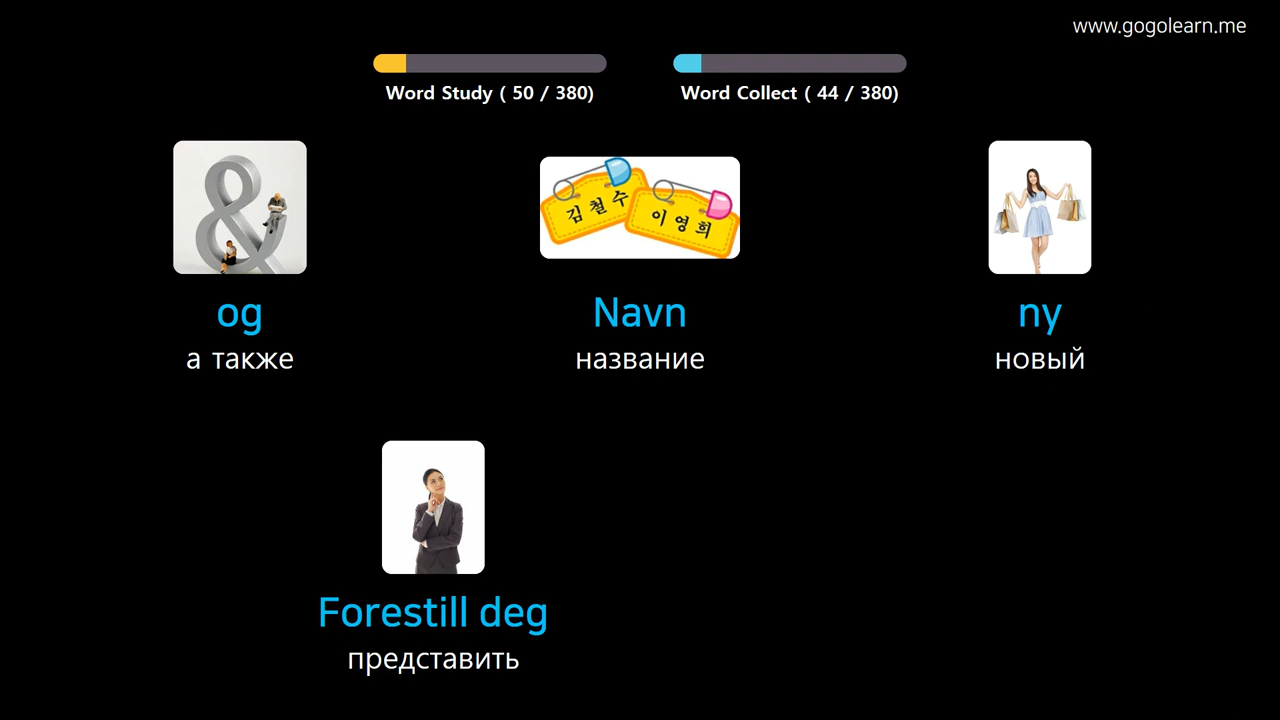 www.gogolearn.me
Word Study ( 50 / 380)
Word Collect ( 44 / 380)
김철수
이영희
og
Navn
ny
а также
название
новый
Forestill deg
представить